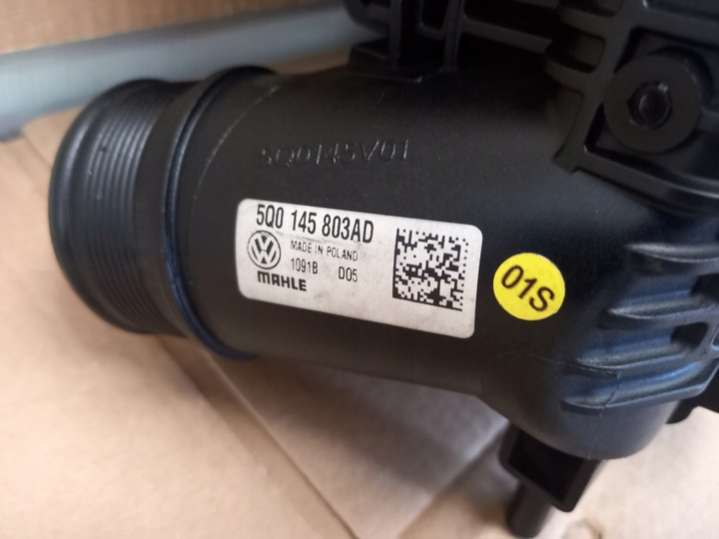 5Q0145V01
5Q0 145 803AD
MADE IN POLAND
1091B D05
MAHLE
01S